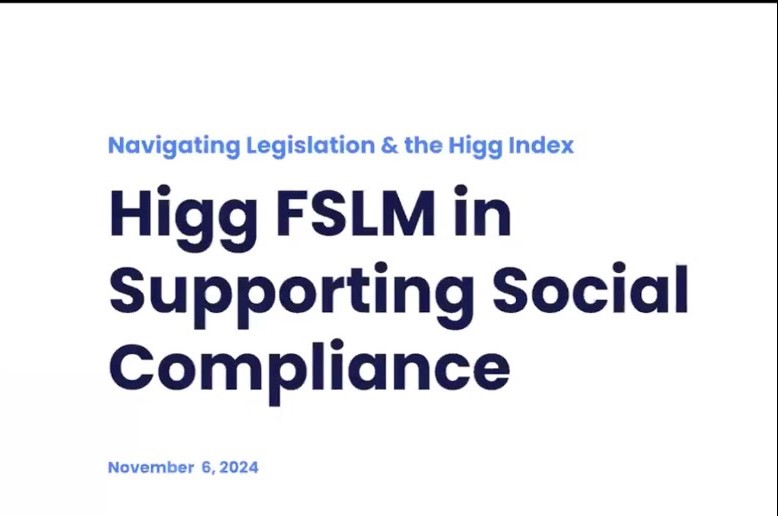 Navigating Legislation & the Higg Index
Higg FSLM in
Supporting Social
Compliance
November 6, 2024